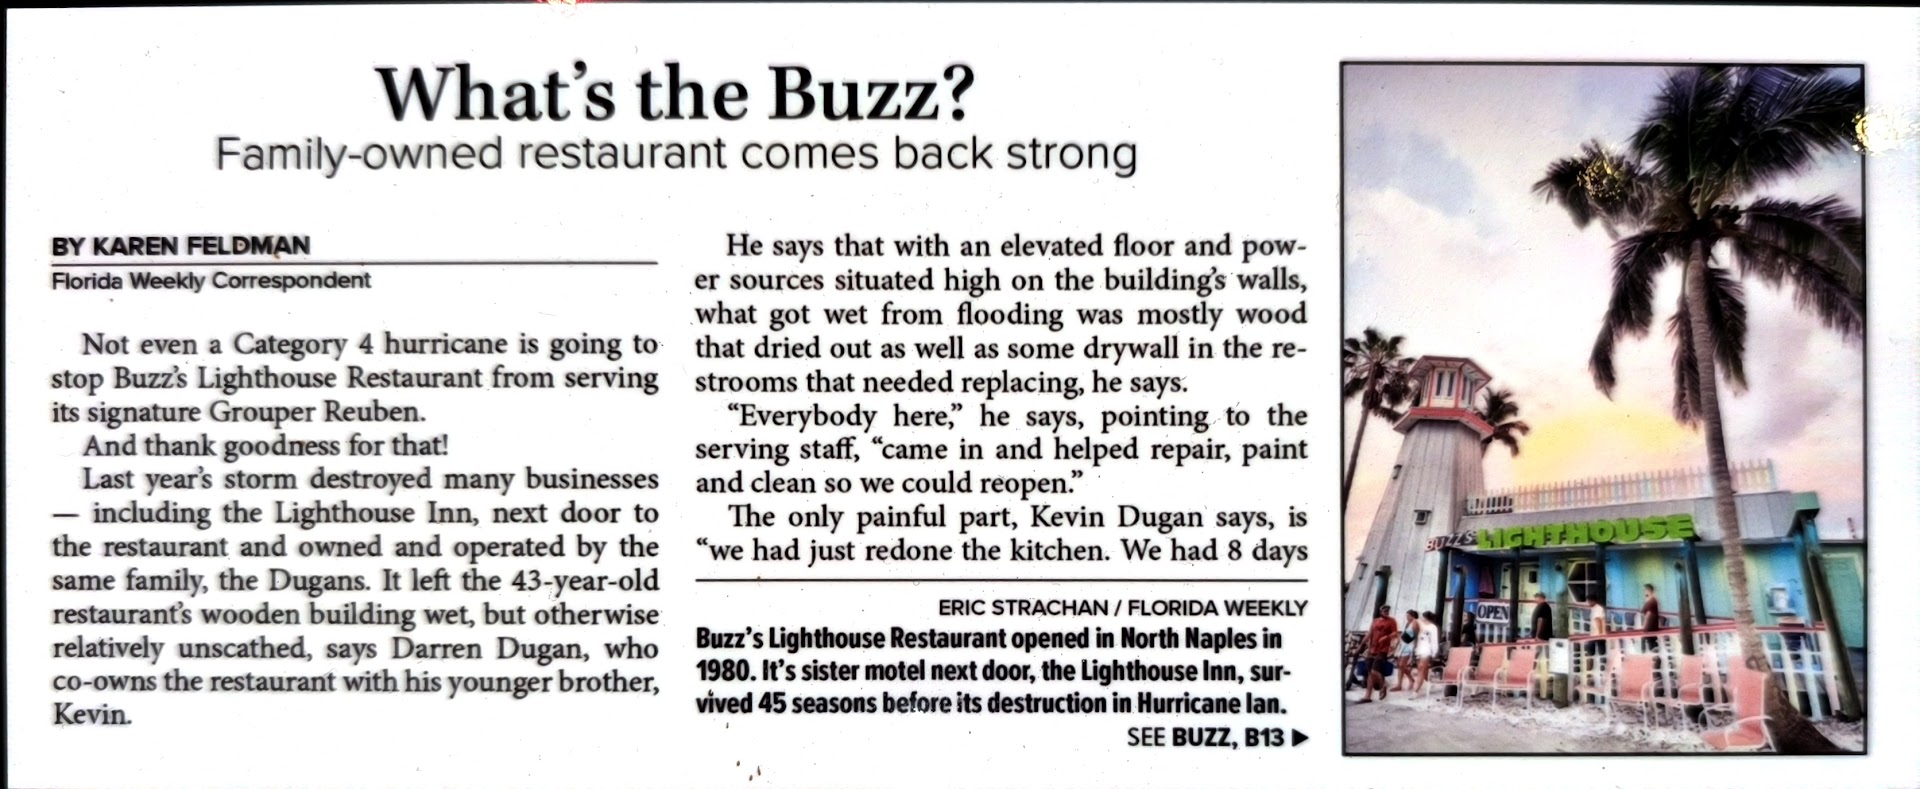 What's the Buzz?
Family-owned restaurant comes back strong
BY KAREN FELDMAN
Florida Weekly Correspondent
Not even a Category 4 hurricane is going to
stop Buzz's Lighthouse Restaurant from serving
its signature Grouper Reuben.
And thank goodness for that!
Last year's storm destroyed many businesses
— including the Lighthouse Inn, next door to
the restaurant and owned and operated by the
same family, the Dugans. It left the 43-year-old
restaurant's wooden building wet, but otherwise
relatively unscathed, says Darren Dugan, who
co-owns the restaurant with his younger brother,
Kevin.
He says that with an elevated floor and pow-
er sources situated high on the building's walls,
what got wet from flooding was mostly wood
that dried out as well as some drywall in the re-
strooms that needed replacing, he says.
“Everybody here,” he says, pointing to the
serving staff, “came in and helped repair, paint
and clean so we could reopen.”
The only painful part, Kevin Dugan says, is
“we had just redone the kitchen. We had 8 days
ERIC STRACHAN / FLORIDA WEEKLY
Buzz's Lighthouse Restaurant opened in North Naples in
1980. It's sister motel next door, the Lighthouse Inn, sur-
vived 45 seasons before its destruction in Hurricane Ian.
SEE BUZZ, B13 ▶
BUZZ'S LIGHTHOUSE
OPEN